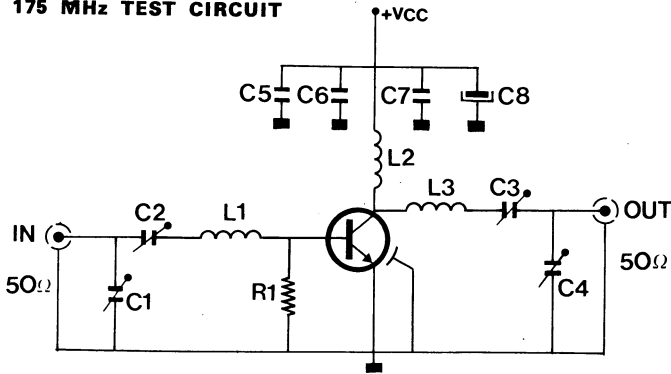 175 MHz TEST CIRCUIT
+VCC
C5 C6 C7 C8
L2
C2 L1 L3 C3
IN OUT
50Ω 50Ω
C1 R1 C4